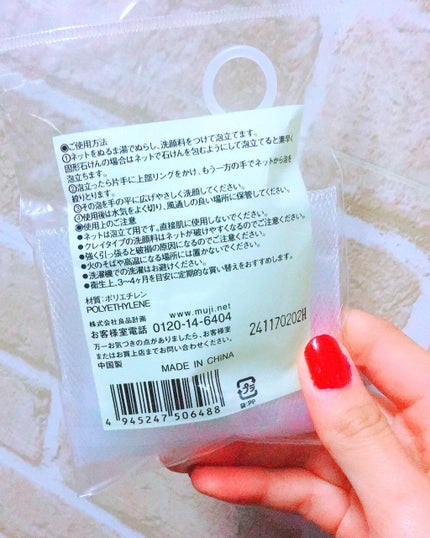 ●ご使用方法
①ネットをぬるま湯でぬらし、洗顔料をつけて泡立てます。
固形石けんの場合はネットで石けんを包むようにして泡立てると素早く
泡立ちます。
②泡立ったら片手に上部リングをかけ、もう一方の手でネットから泡を
搾りとります。
③その泡を手の平に広げやさしく洗顔してください。
④使用後は水気をよく切り、風通しの良い場所に保管してください。
●使用上のご注意
●ネットは泡立て用です。直接肌に使用しないでください。
●クレイタイプの洗顔料はネットが破けやすくなるのでご注意ください。
●強く引っ張ると破損の原因になるのでご注意ください。
●火のそばや高温になる場所には置かないでください。
●洗濯機での洗濯はお避けください。
●衛生上、3〜4ヶ月を目安に定期的な買い替えをおすすめします。
材質:ポリエチレン
POLYETHYLENE
株式会社良品計画 www.muji.net
お客様室電話 0120-14-6404
万一お気づきの点がありましたら、お客様室
またはお買上店までお問い合わせください。
中国製 MADE IN CHINA
241170202H
4 945247 506488
プラ
袋:PP